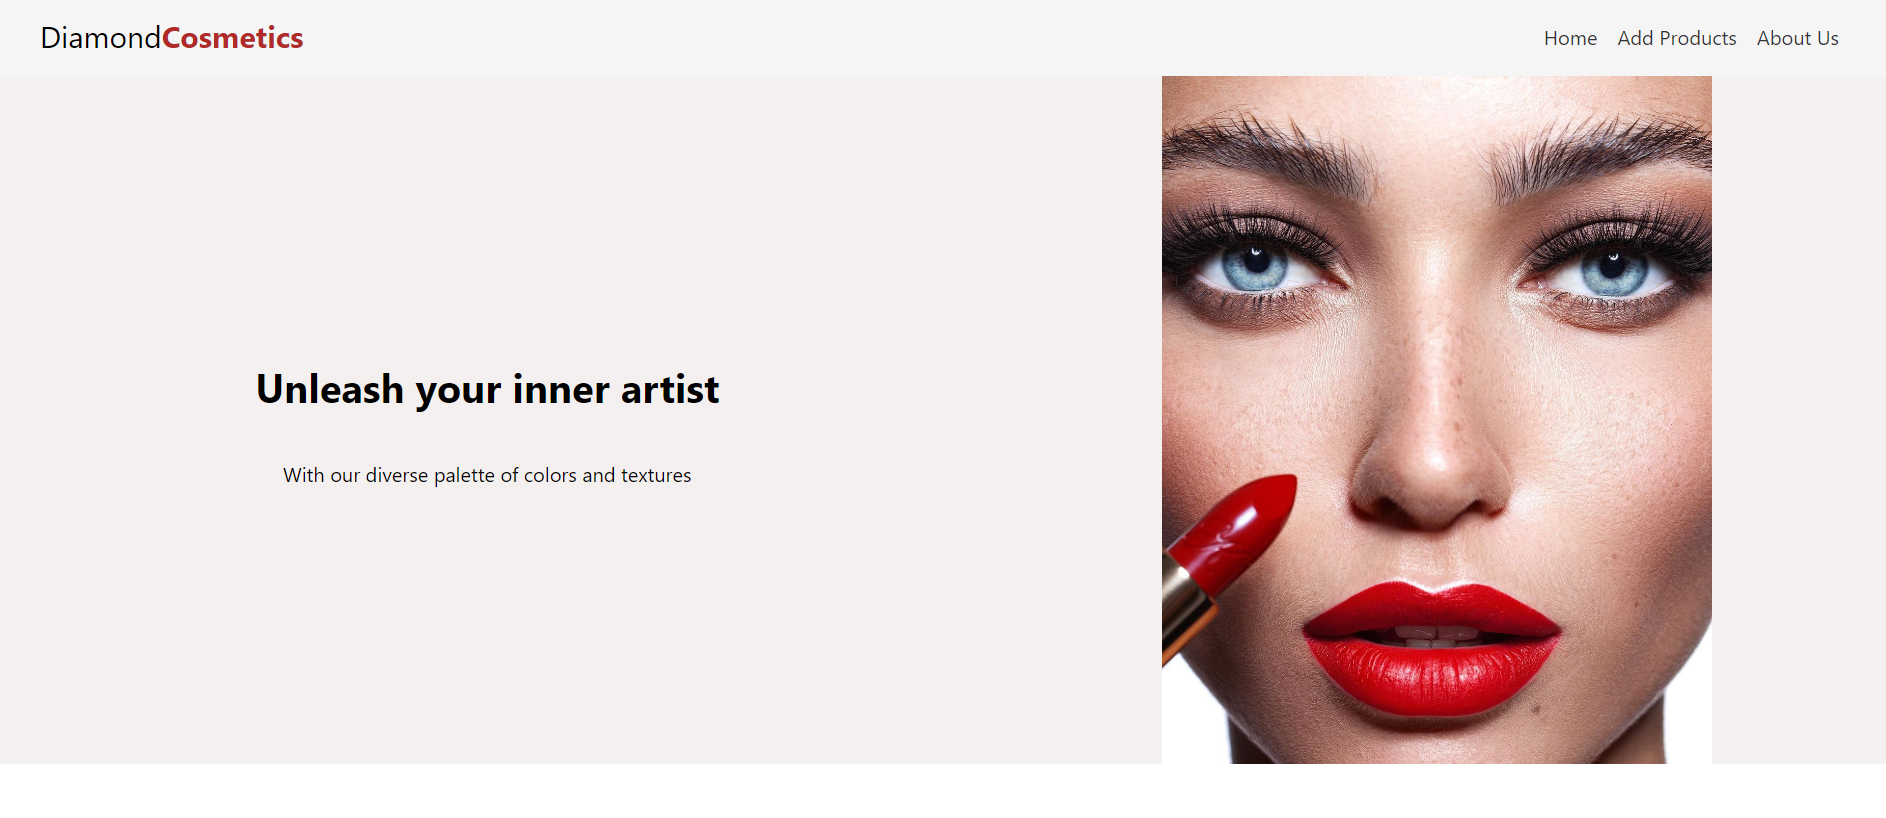 DiamondCosmetics
Home Add Products About Us
Unleash your inner artist
With our diverse palette of colors and textures